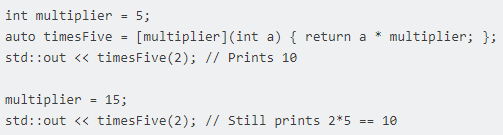 int multiplier = 5;
auto timesFive = [multiplier](int a) { return a * multiplier; };
std::out << timesFive(2); // Prints 10
multiplier = 15;
std::out << timesFive(2); // Still prints 2*5 == 10